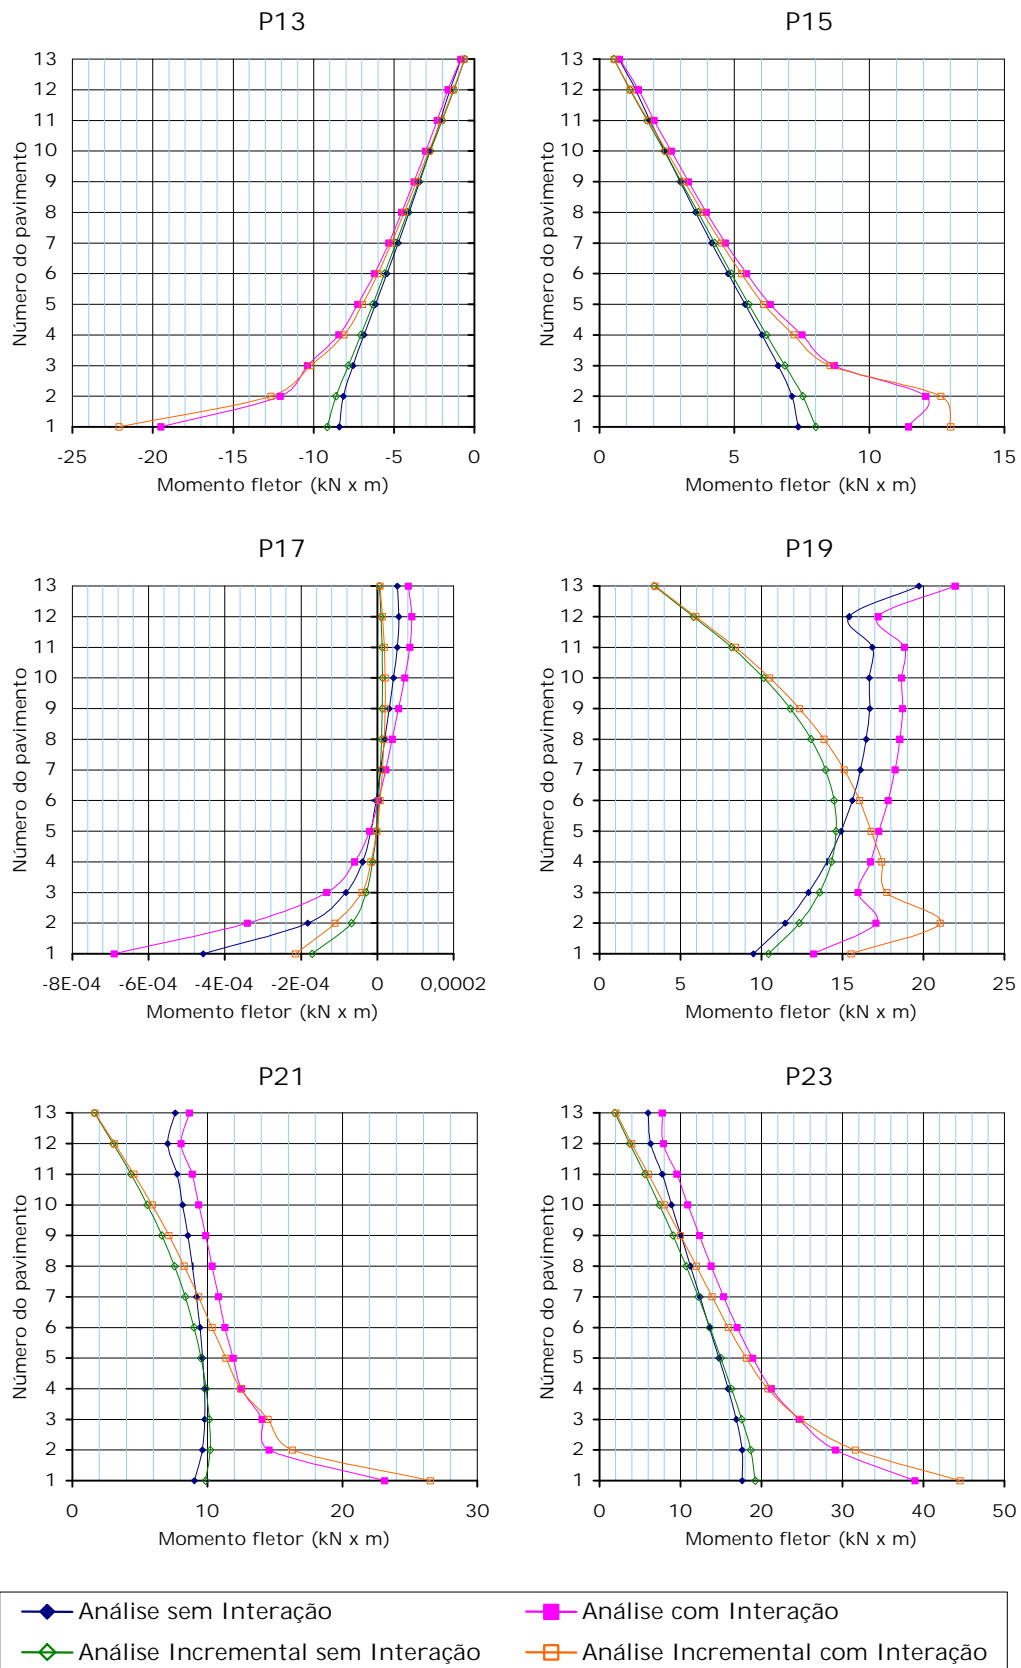 P13
13
12
11
10
9
8
7
6
5
4
3
2
1
Número do pavimento
-25 -20 -15 -10 -5 0
Momento fletor (kN x m)
P15
13
12
11
10
9
8
7
6
5
4
3
2
1
Número do pavimento
0 5 10 15
Momento fletor (kN x m)
P17
13
12
11
10
9
8
7
6
5
4
3
2
1
Número do pavimento
-8E-04 -6E-04 -4E-04 -2E-04 0 0,0002
Momento fletor (kN x m)
P19
13
12
11
10
9
8
7
6
5
4
3
2
1
Número do pavimento
0 5 10 15 20 25
Momento fletor (kN x m)
P21
13
12
11
10
9
8
7
6
5
4
3
2
1
Número do pavimento
0 10 20 30
Momento fletor (kN x m)
P23
13
12
11
10
9
8
7
6
5
4
3
2
1
Número do pavimento
0 10 20 30 40 50
Momento fletor (kN x m)
Análise sem Interação
Análise com Interação
Análise Incremental sem Interação
Análise Incremental com Interação